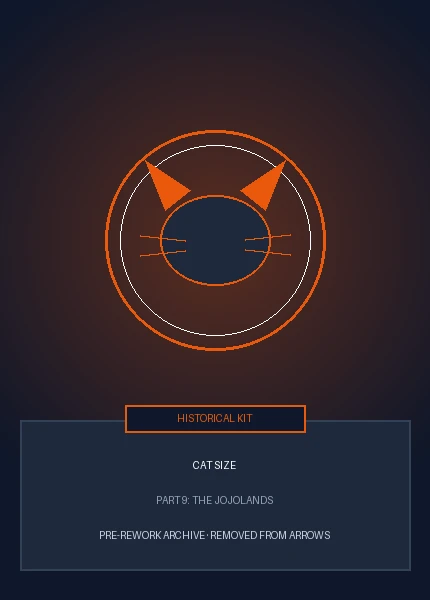 HISTORICAL KIT
CAT SIZE
PART 9: THE JOJOLANDS
PRE-REWORK ARCHIVE · REMOVED FROM ARROWS